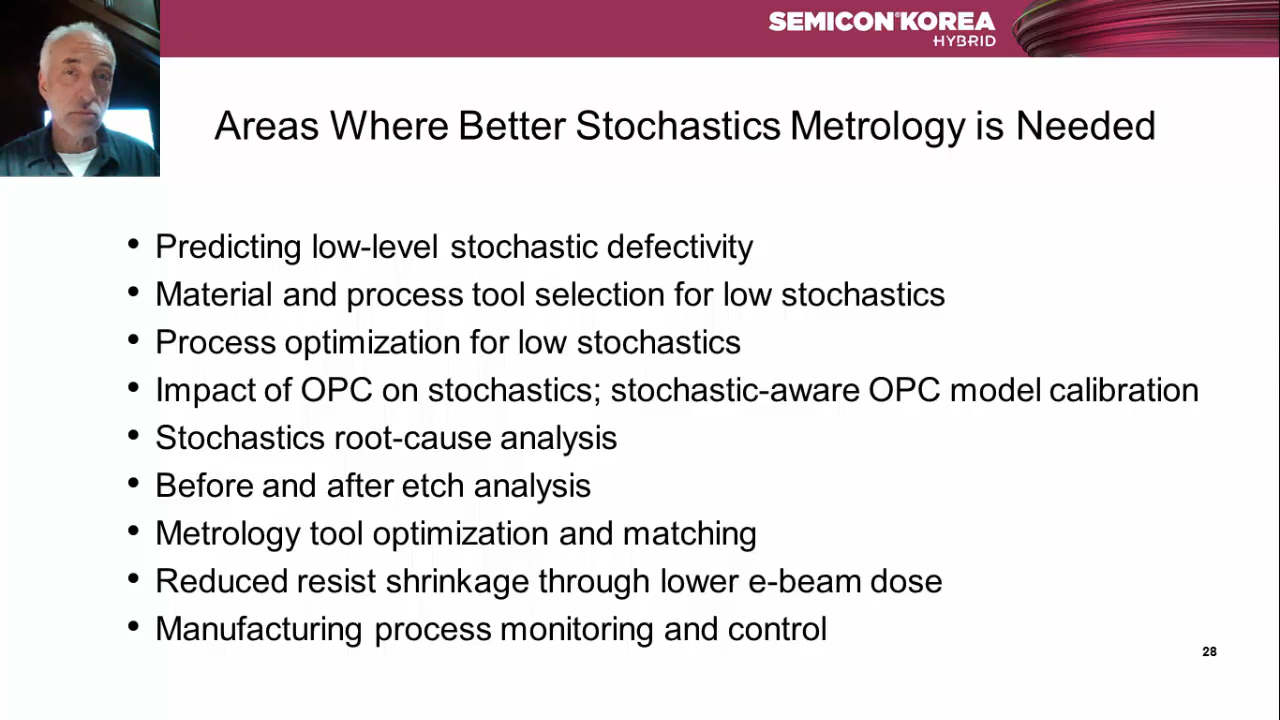 SEMICON KOREA
HYBRID
Areas Where Better Stochastics Metrology is Needed
• Predicting low-level stochastic defectivity
• Material and process tool selection for low stochastics
• Process optimization for low stochastics
• Impact of OPC on stochastics; stochastic-aware OPC model calibration
• Stochastics root-cause analysis
• Before and after etch analysis
• Metrology tool optimization and matching
• Reduced resist shrinkage through lower e-beam dose
• Manufacturing process monitoring and control
28